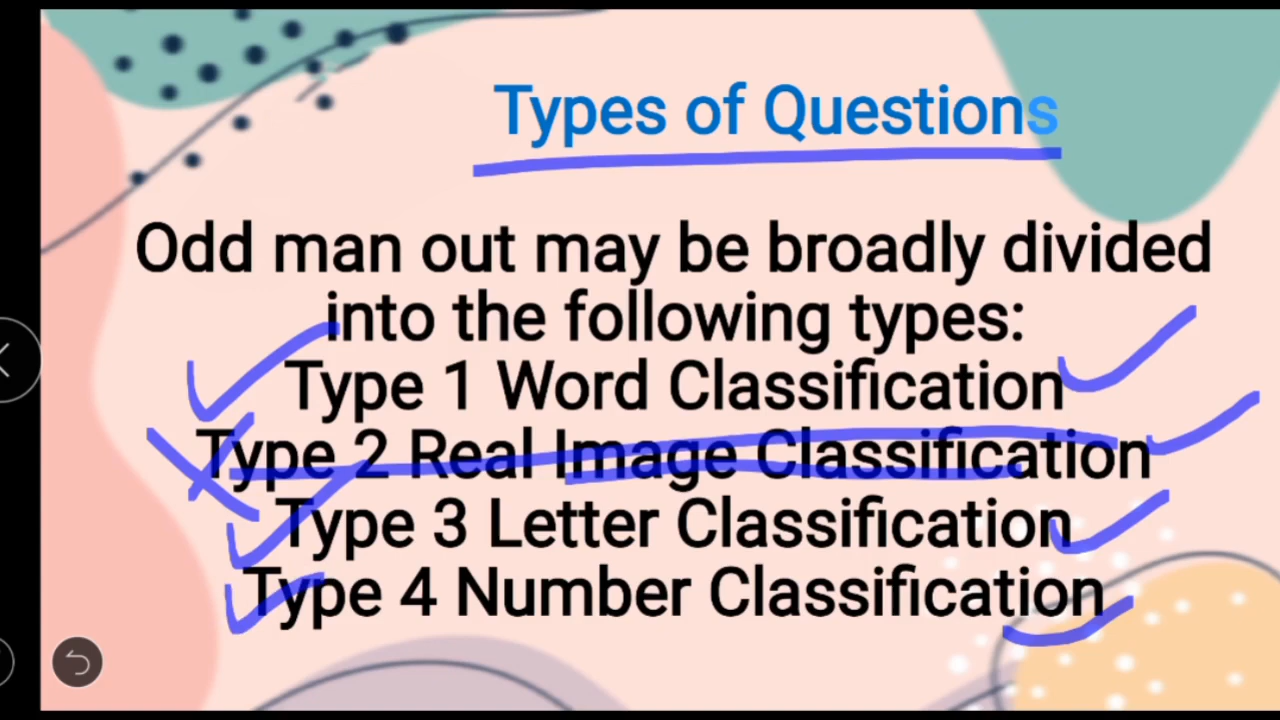 Types of Questions
Odd man out may be broadly divided
into the following types:
Type 1 Word Classification
Type 2 Real Image Classification
Type 3 Letter Classification
Type 4 Number Classification